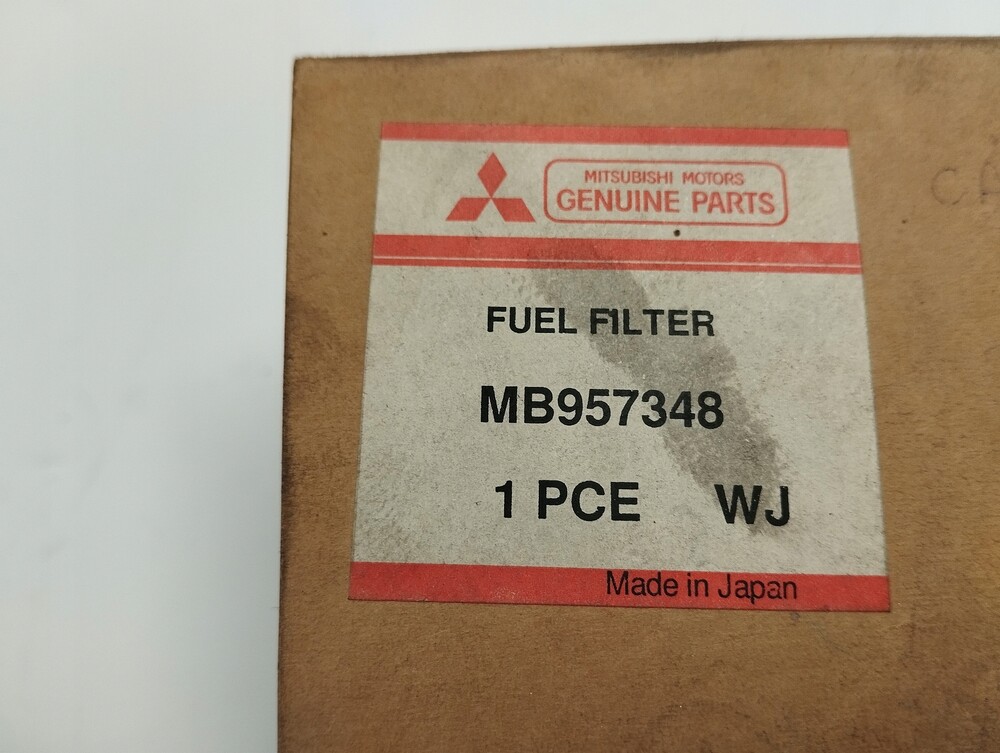 MITSUBISHI MOTORS
GENUINE PARTS
FUEL FILTER
MB957348
1 PCE WJ
Made in Japan